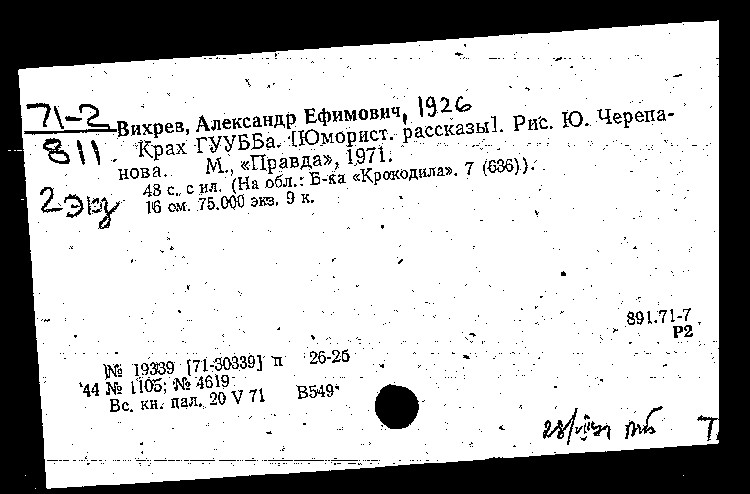 71-2
811
2 экз
Вихрев, Александр Ефимович, 1926
Крах ГУУББа. [Юморист. рассказы]. Рис. Ю. Черепа-
нова. М., «Правда», 1971.
48 с. с ил. (На обл.: Б-ка «Крокодила». 7 (636)).
16 см. 75.000 экз. 9 к.
891.71-7
Р2
№ 19339 [71-30339] п 26-25
44 № 1105; № 4619
Вс. кн. пал. 20 V 71 В549
Т